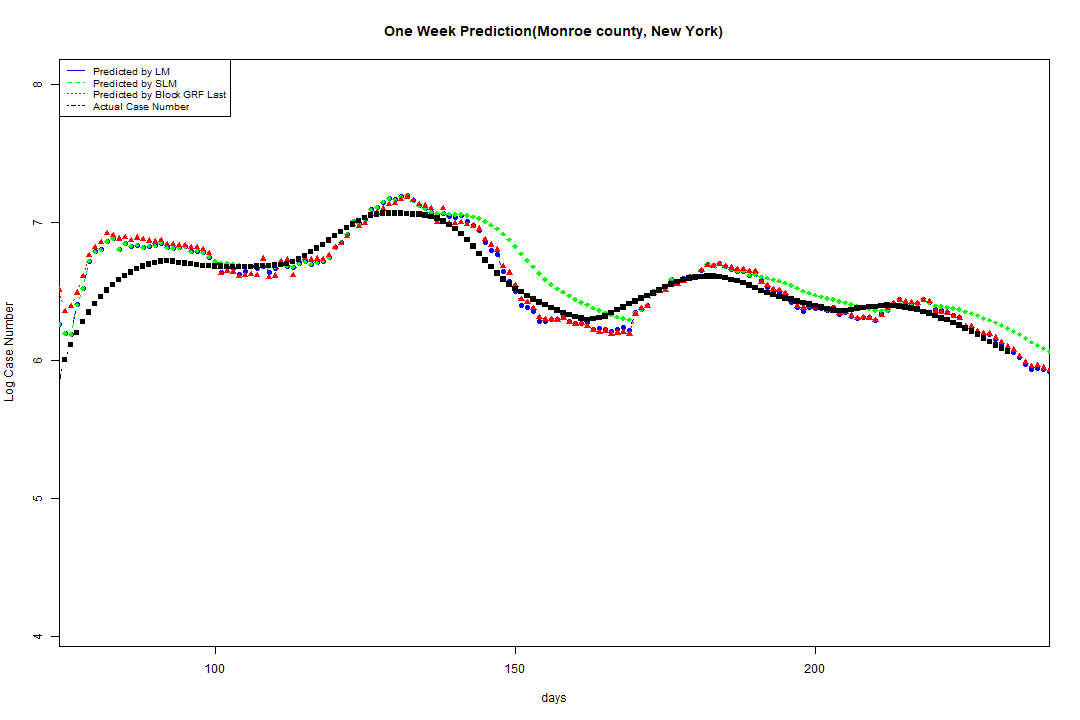 One Week Prediction(Monroe county, New York)
Predicted by LM
Predicted by SLM
Predicted by Block GRF Last
Actual Case Number
8
7
6
5
4
Log Case Number
100 150 200
days